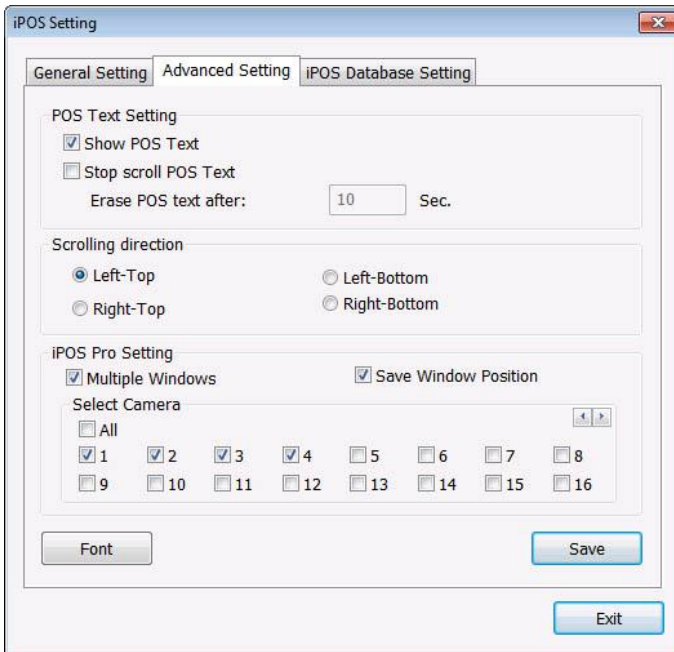 iPOS Setting
General Setting Advanced Setting iPOS Database Setting
POS Text Setting
Show POS Text
Stop scroll POS Text
Erase POS text after: 10 Sec.
Scrolling direction
Left-Top Left-Bottom
Right-Top Right-Bottom
iPOS Pro Setting
Multiple Windows Save Window Position
Select Camera
All
1 2 3 4 5 6 7 8
9 10 11 12 13 14 15 16
Font Save
Exit